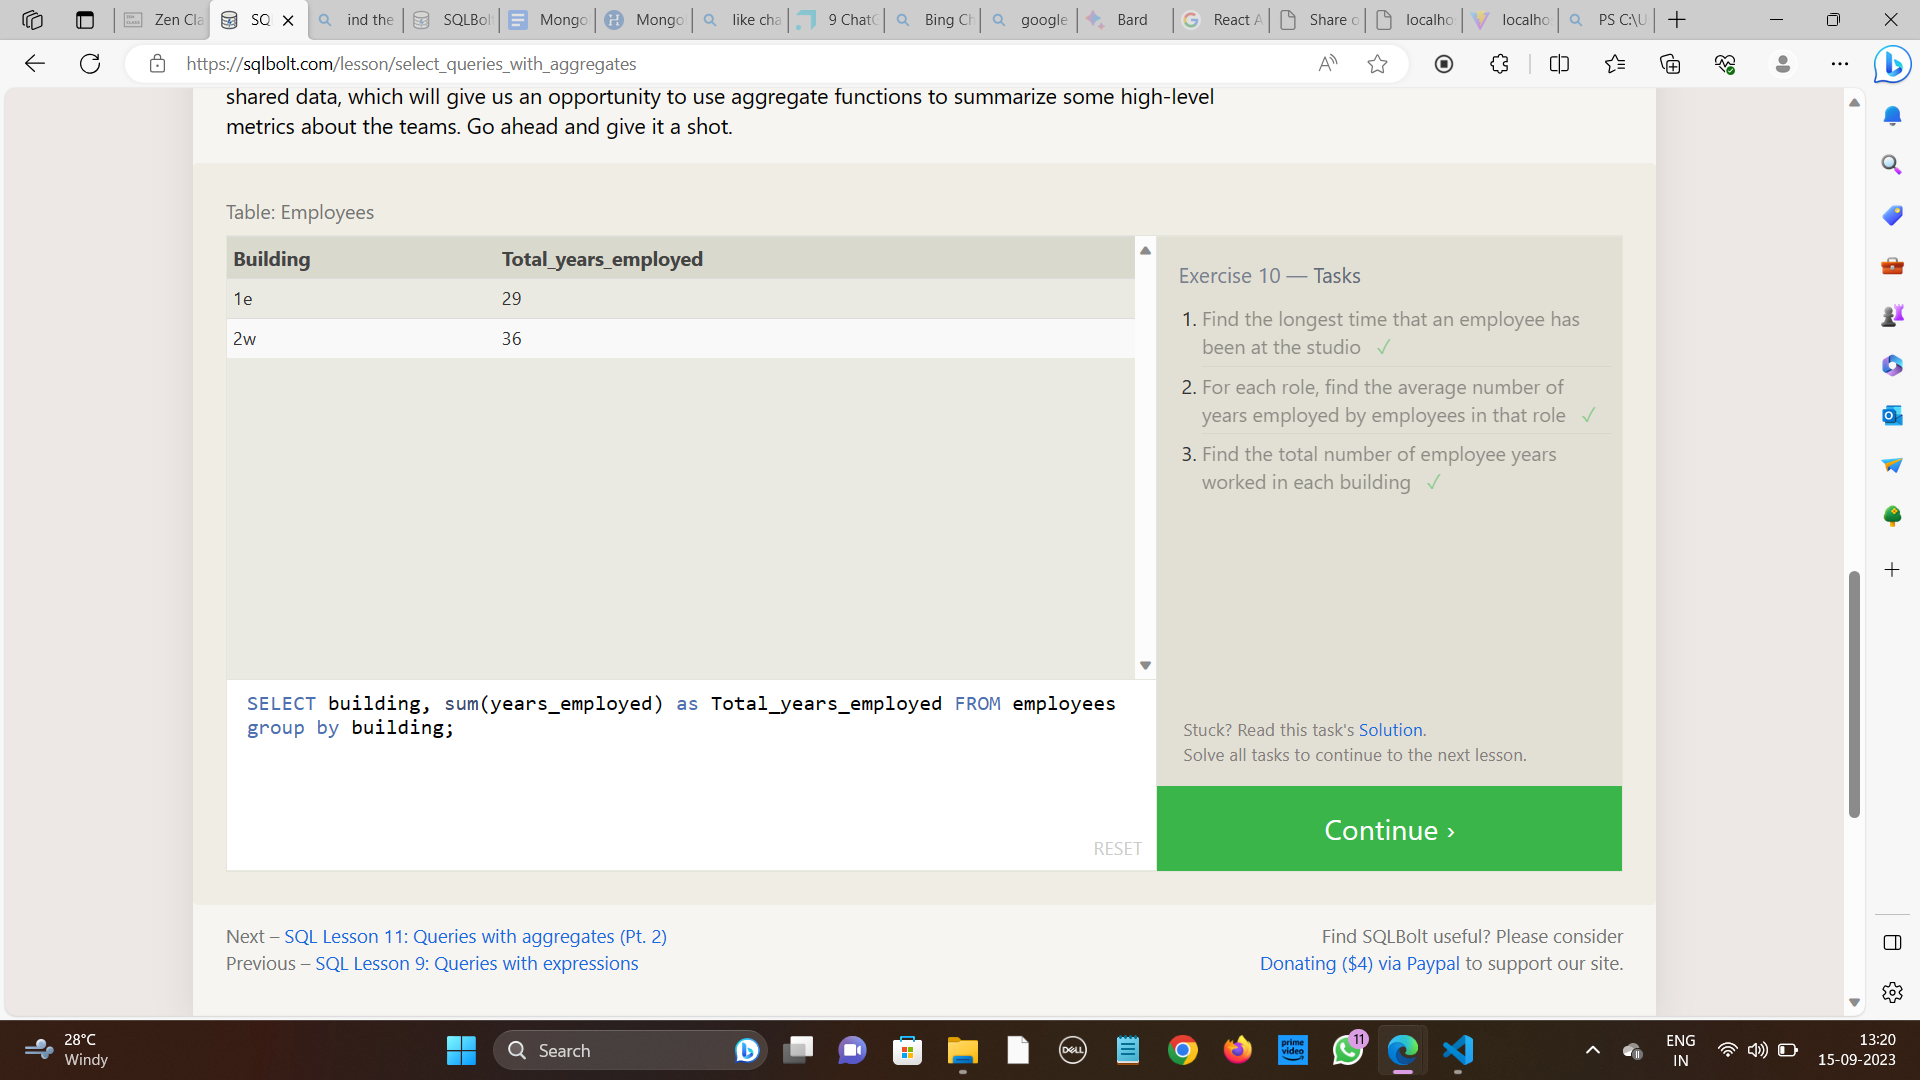 Zen Cla
SQ
ind the
SQLBolt
Mongo
Mongo
like cha
9 ChatG
Bing Ch
google
Bard
React A
Share o
localho
localho
PS C:\U
https://sqlbolt.com/lesson/select_queries_with_aggregates
shared data, which will give us an opportunity to use aggregate functions to summarize some high-level
metrics about the teams. Go ahead and give it a shot.
Table: Employees
Building Total_years_employed
1e 29
2w 36
Exercise 10 — Tasks
1. Find the longest time that an employee has
been at the studio ✓
2. For each role, find the average number of
years employed by employees in that role ✓
3. Find the total number of employee years
worked in each building ✓
SELECT building, sum(years_employed) as Total_years_employed FROM employees
group by building;
RESET
Stuck? Read this task's Solution.
Solve all tasks to continue to the next lesson.
Continue ›
Next – SQL Lesson 11: Queries with aggregates (Pt. 2)
Previous – SQL Lesson 9: Queries with expressions
Find SQLBolt useful? Please consider
Donating ($4) via Paypal to support our site.
28°C
Windy
Search
DELL
prime
video
11
ENG
IN
13:20
15-09-2023